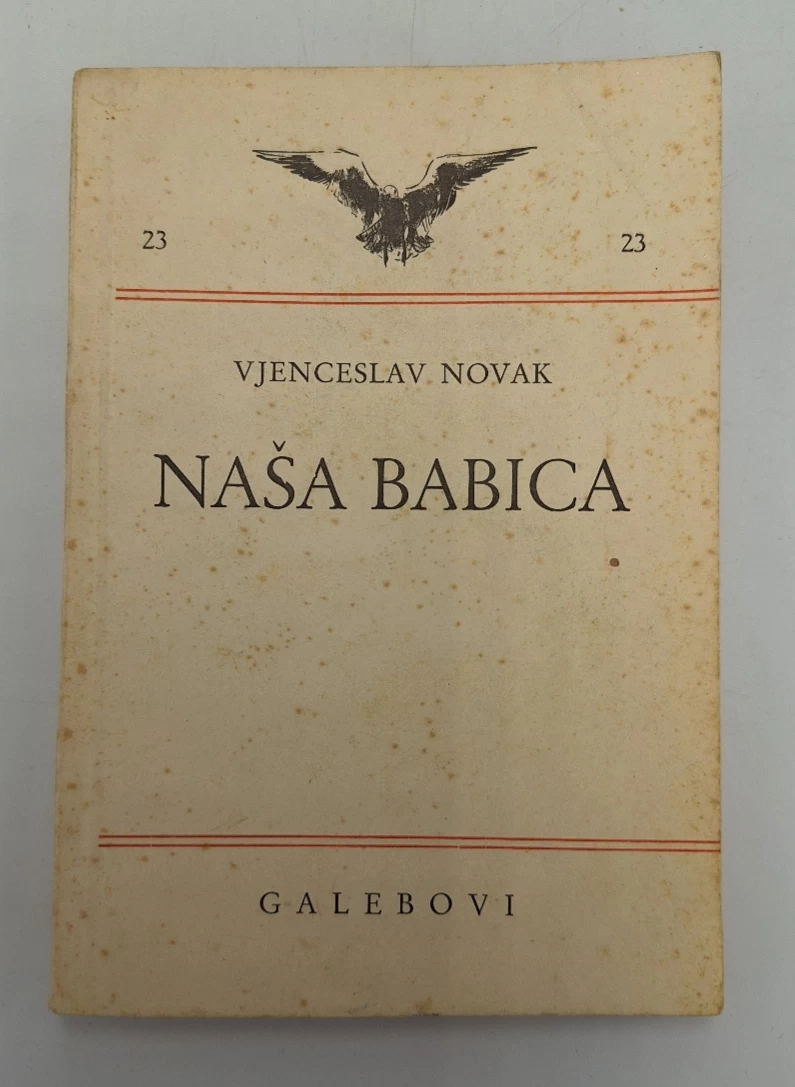 23 23
VJENCESLAV NOVAK
NAŠA BABICA
GALEBOVI